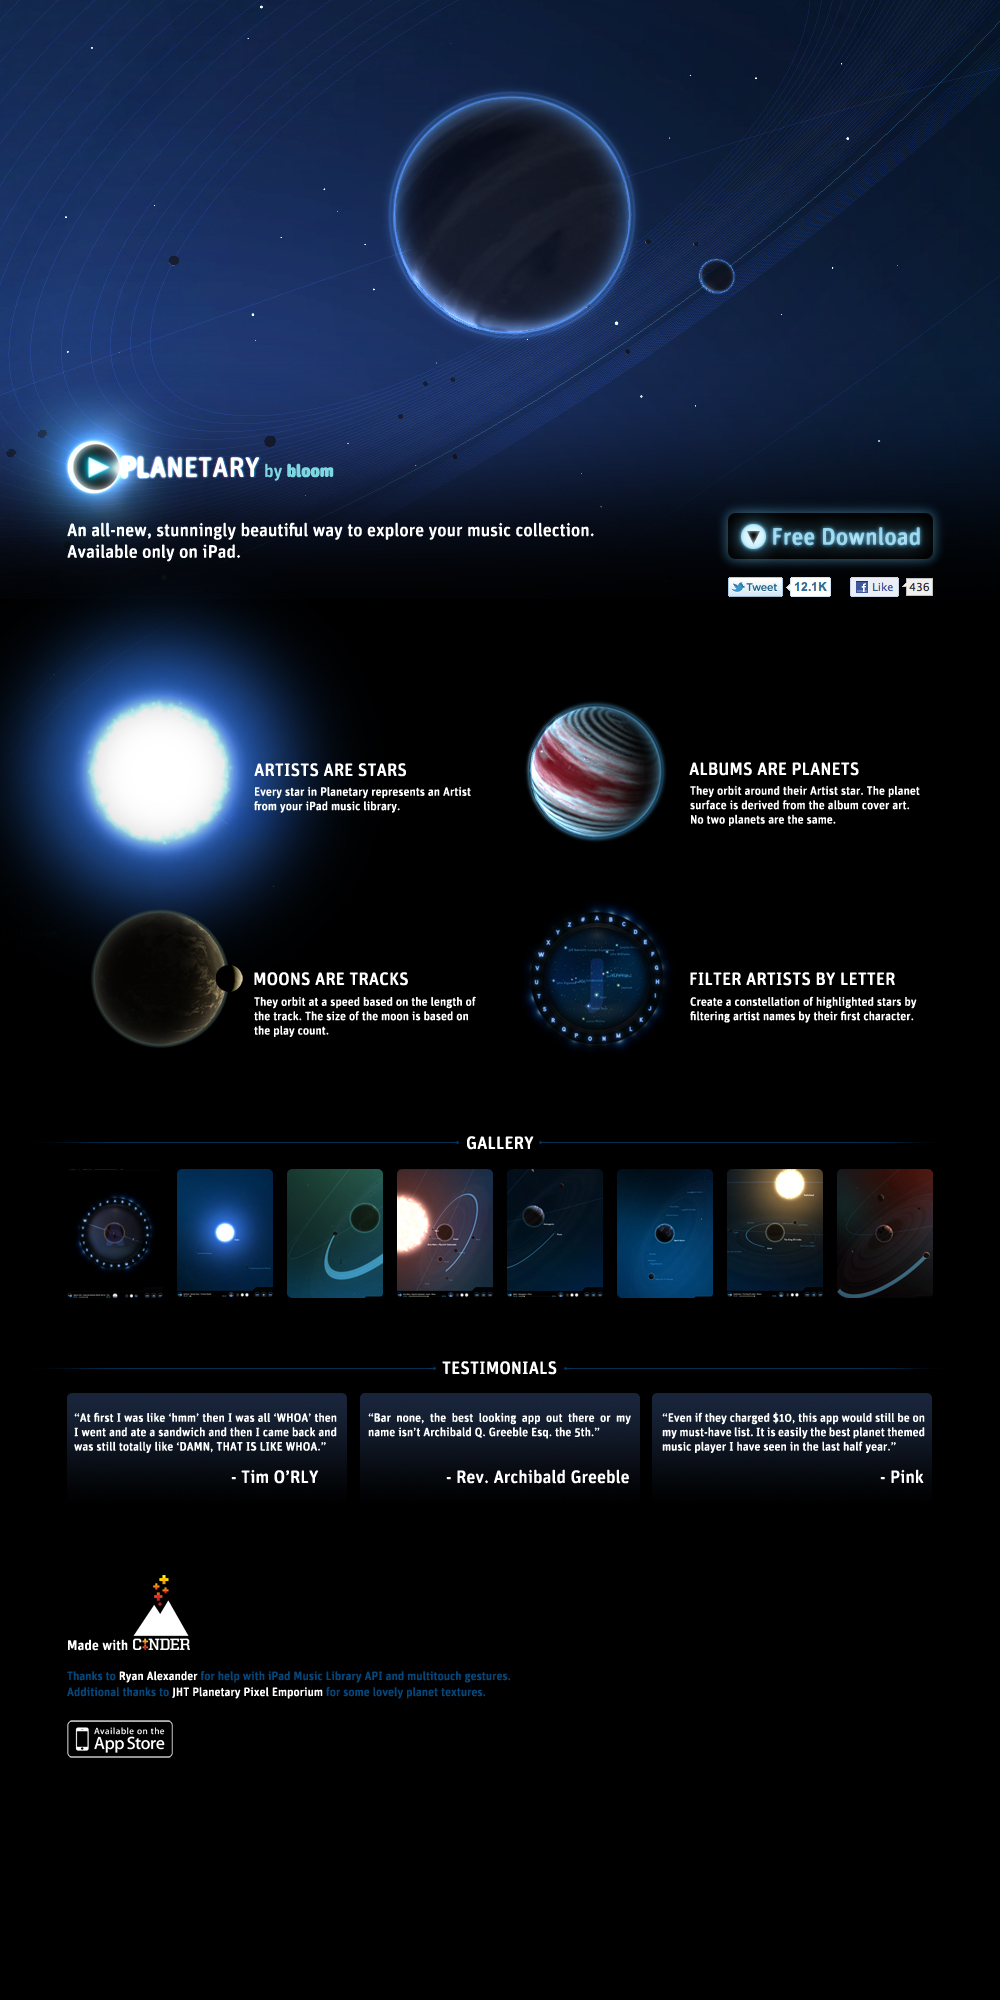 PLANETARY by bloom
An all-new, stunningly beautiful way to explore your music collection.
Available only on iPad.
Free Download
Tweet 12.1K Like 436
ARTISTS ARE STARS
Every star in Planetary represents an Artist
from your iPad music library.
ALBUMS ARE PLANETS
They orbit around their Artist star. The planet
surface is derived from the album cover art.
No two planets are the same.
MOONS ARE TRACKS
They orbit at a speed based on the length of
the track. The size of the moon is based on
the play count.
# A B C D E F G H I J K L M N O P Q R S T U V W X Y Z
FILTER ARTISTS BY LETTER
Create a constellation of highlighted stars by
filtering artist names by their first character.
GALLERY
TESTIMONIALS
“At first I was like ‘hmm’ then I was all ‘WHOA’ then
I went and ate a sandwich and then I came back and
was still totally like ‘DAMN, THAT IS LIKE WHOA.”
- Tim O’RLY
“Bar none, the best looking app out there or my
name isn’t Archibald Q. Greeble Esq. the 5th.”
- Rev. Archibald Greeble
“Even if they charged $10, this app would still be on
my must-have list. It is easily the best planet themed
music player I have seen in the last half year.”
- Pink
Made with CINDER
Thanks to Ryan Alexander for help with iPad Music Library API and multitouch gestures.
Additional thanks to JHT Planetary Pixel Emporium for some lovely planet textures.
Available on the
App Store